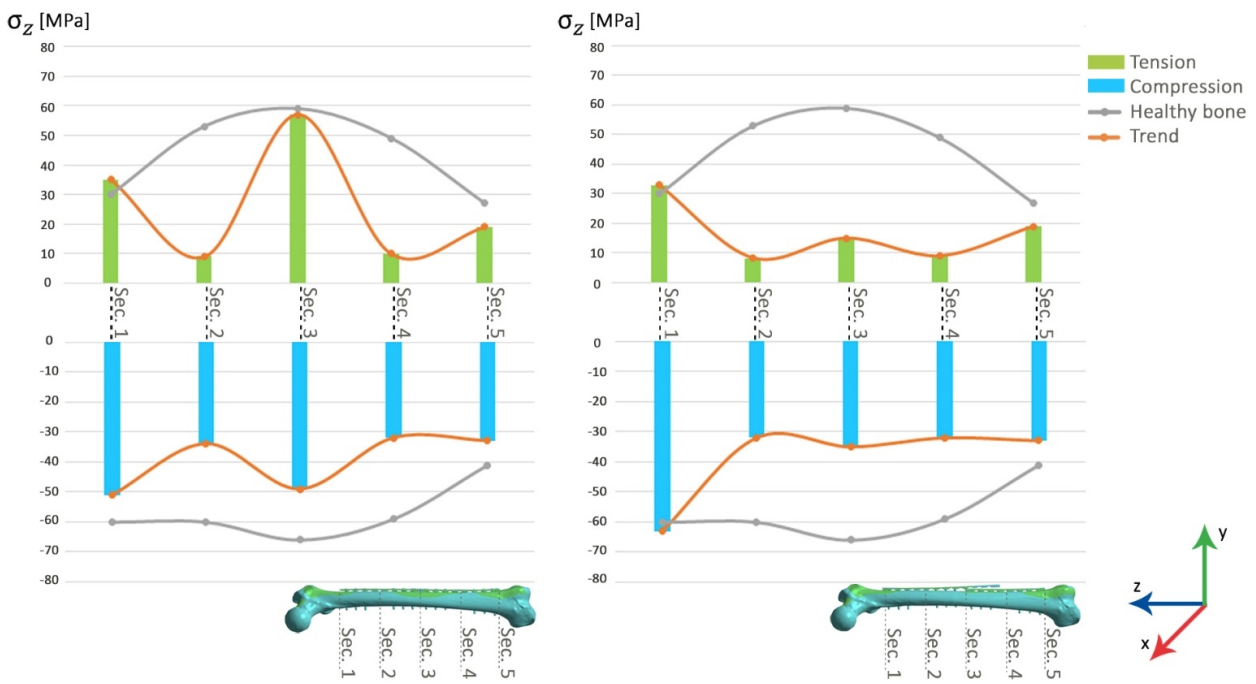 σz [MPa]
80
70
60
50
40
30
20
10
0
Sec. 1
Sec. 2
Sec. 3
Sec. 4
Sec. 5
0
-10
-20
-30
-40
-50
-60
-70
-80
Sec. 1
Sec. 2
Sec. 3
Sec. 4
Sec. 5
σz [MPa]
80
70
60
50
40
30
20
10
0
Sec. 1
Sec. 2
Sec. 3
Sec. 4
Sec. 5
0
-10
-20
-30
-40
-50
-60
-70
-80
Sec. 1
Sec. 2
Sec. 3
Sec. 4
Sec. 5
Tension
Compression
Healthy bone
Trend
y
z
x